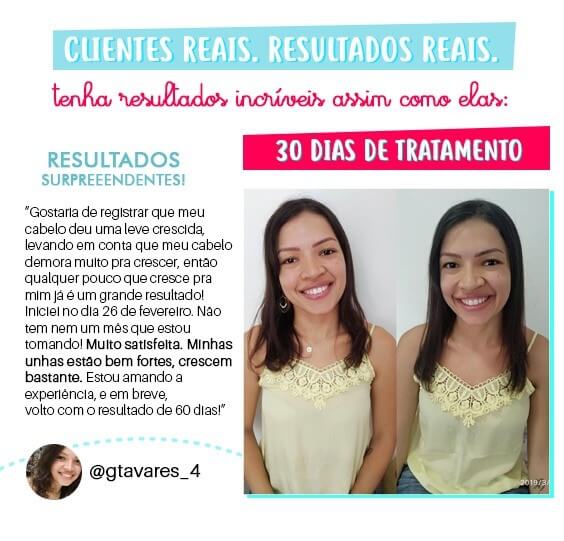 CLIENTES REAIS. RESULTADOS REAIS.
tenha resultados incríveis assim como elas:
30 DIAS DE TRATAMENTO
RESULTADOS
SURPREEENDENTES!
"Gostaria de registrar que meu
cabelo deu uma leve crescida,
levando em conta que meu cabelo
demora muito pra crescer, então
qualquer pouco que cresce pra
mim já é um grande resultado!
Iniciei no dia 26 de fevereiro. Não
tem nem um mês que estou
tomando! Muito satisfeita. Minhas
unhas estão bem fortes, crescem
bastante. Estou amando a
experiência, e em breve,
volto com o resultado de 60 dias!"
@gtavares_4
2019/3/